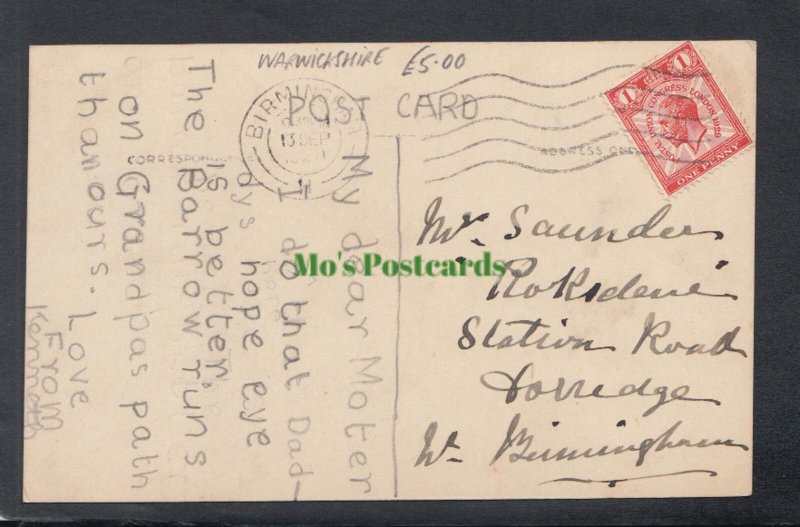 WARWICKSHIRE £5.00
POST CARD
BIRMINGHAM
13 SEP
ADDRESS ONLY
POSTAL UNION CONGRESS LONDON 1929
1 1
ONE PENNY
My dear Moter
I do that Dad-
dys hope eye
is better
The Barrow runs
on Grandpas path
than ours. Love
From
Kenneth
Mr. Saunders
Station Road
Dorridge
Nr Birmingham
Mo's Postcards